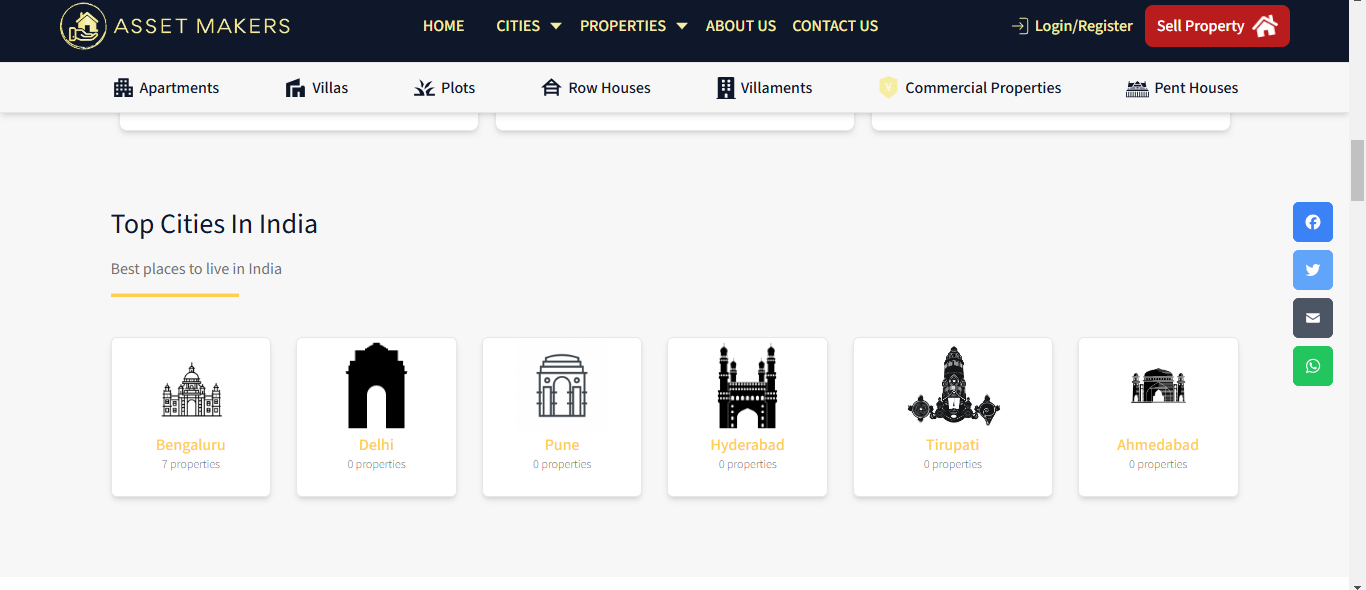 ASSET MAKERS HOME CITIES PROPERTIES ABOUT US CONTACT US Login/Register Sell Property
Apartments Villas Plots Row Houses Villaments V Commercial Properties Pent Houses
Top Cities In India
Best places to live in India
Bengaluru Delhi Pune Hyderabad Tirupati Ahmedabad
7 properties 0 properties 0 properties 0 properties 0 properties 0 properties